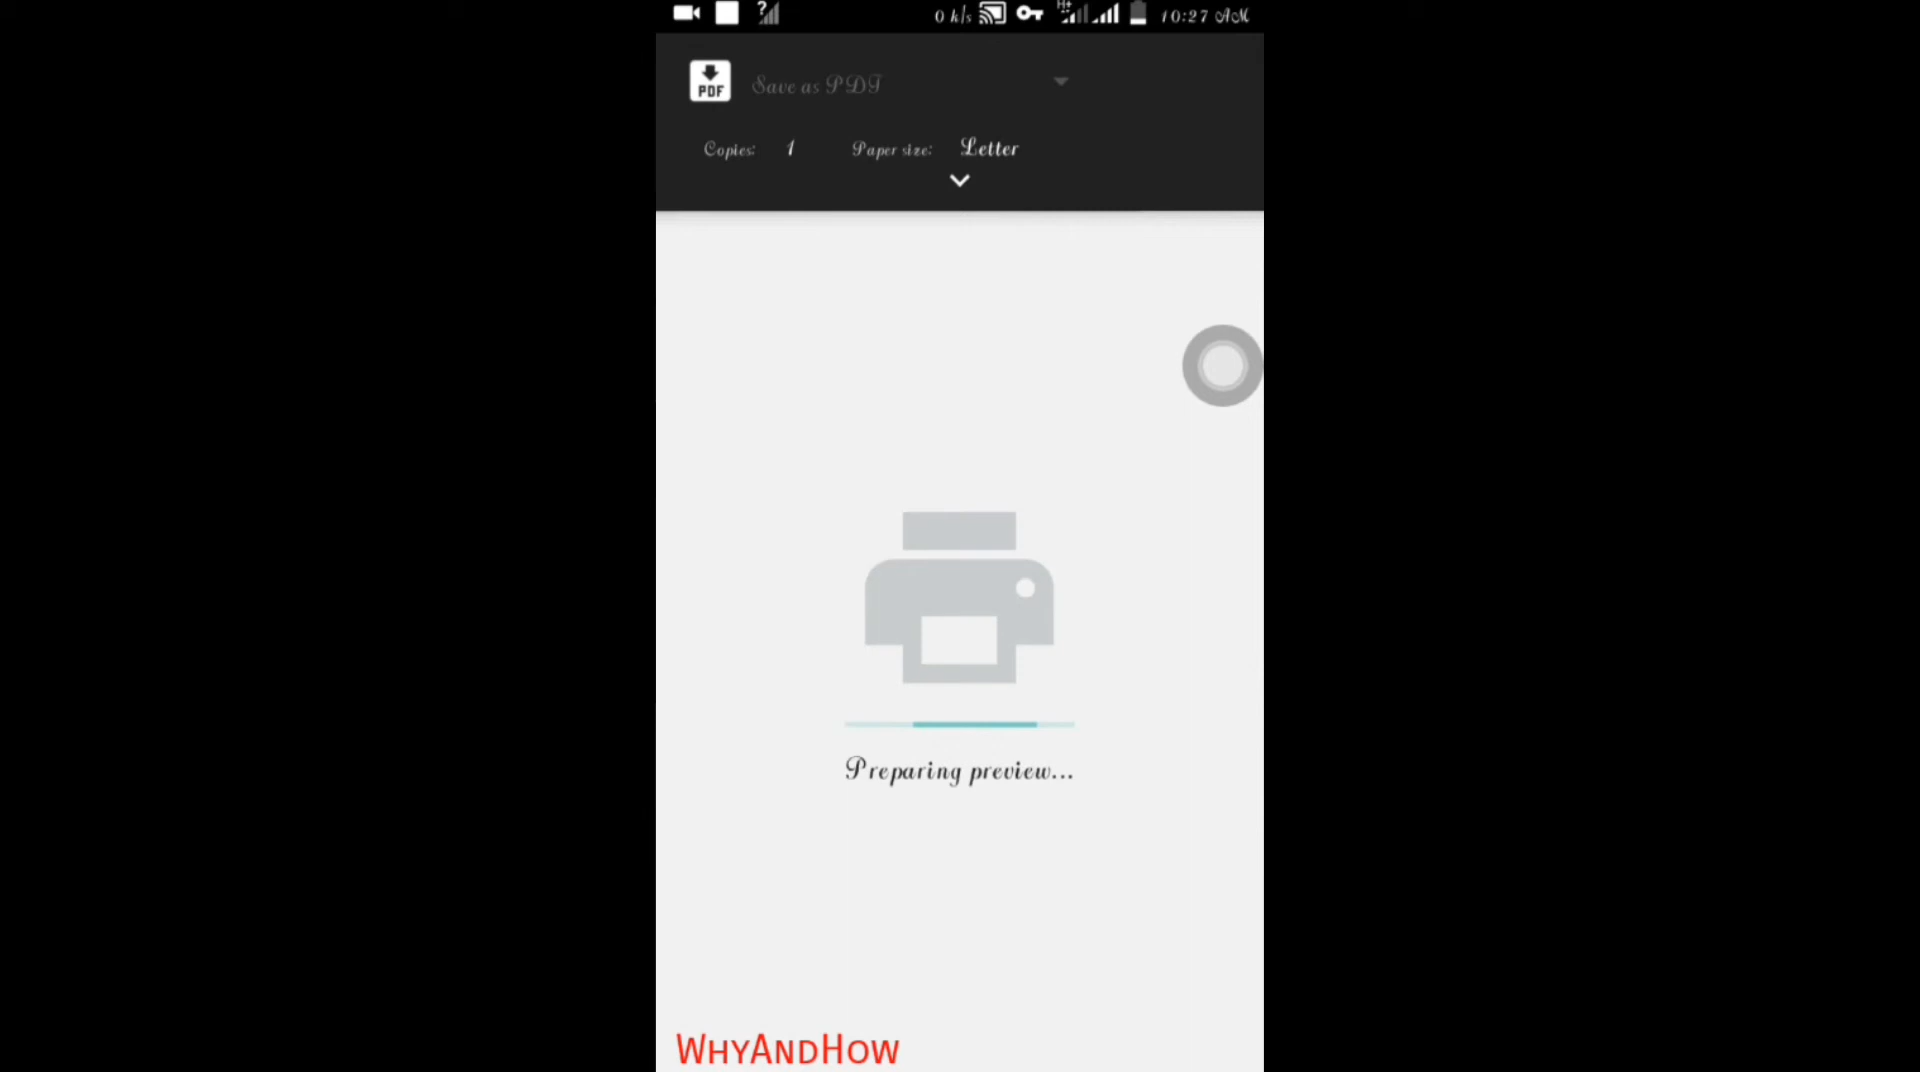 0 k/s H+ 10:27 AM
PDF Save as PDF
Copies: 1 Paper size: Letter
Preparing preview...
WHYANDHOW